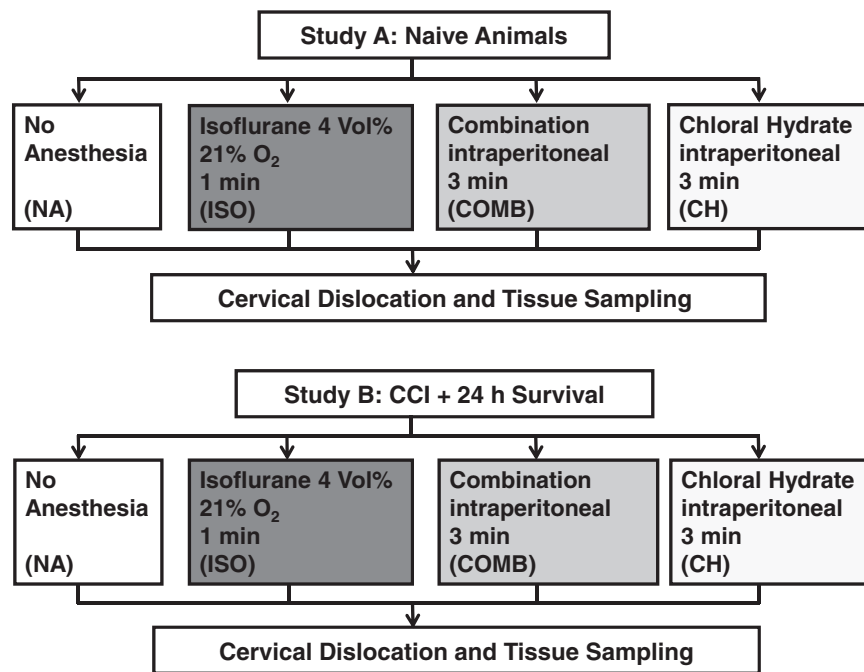 Study A: Naive Animals
No
Anesthesia
(NA)
Isoflurane 4 Vol%
21% O₂
1 min
(ISO)
Combination
intraperitoneal
3 min
(COMB)
Chloral Hydrate
intraperitoneal
3 min
(CH)
Cervical Dislocation and Tissue Sampling
Study B: CCI + 24 h Survival
No
Anesthesia
(NA)
Isoflurane 4 Vol%
21% O₂
1 min
(ISO)
Combination
intraperitoneal
3 min
(COMB)
Chloral Hydrate
intraperitoneal
3 min
(CH)
Cervical Dislocation and Tissue Sampling